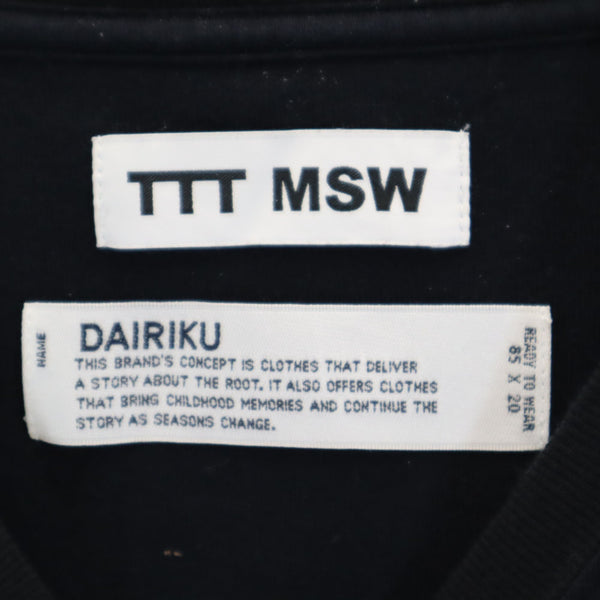 TTT MSW
NAME
DAIRIKU
THIS BRAND'S CONCEPT IS CLOTHES THAT DELIVER
A STORY ABOUT THE ROOT. IT ALSO OFFERS CLOTHES
THAT BRING CHILDHOOD MEMORIES AND CONTINUE THE
STORY AS SEASONS CHANGE.
READY TO WEAR
85 X 20